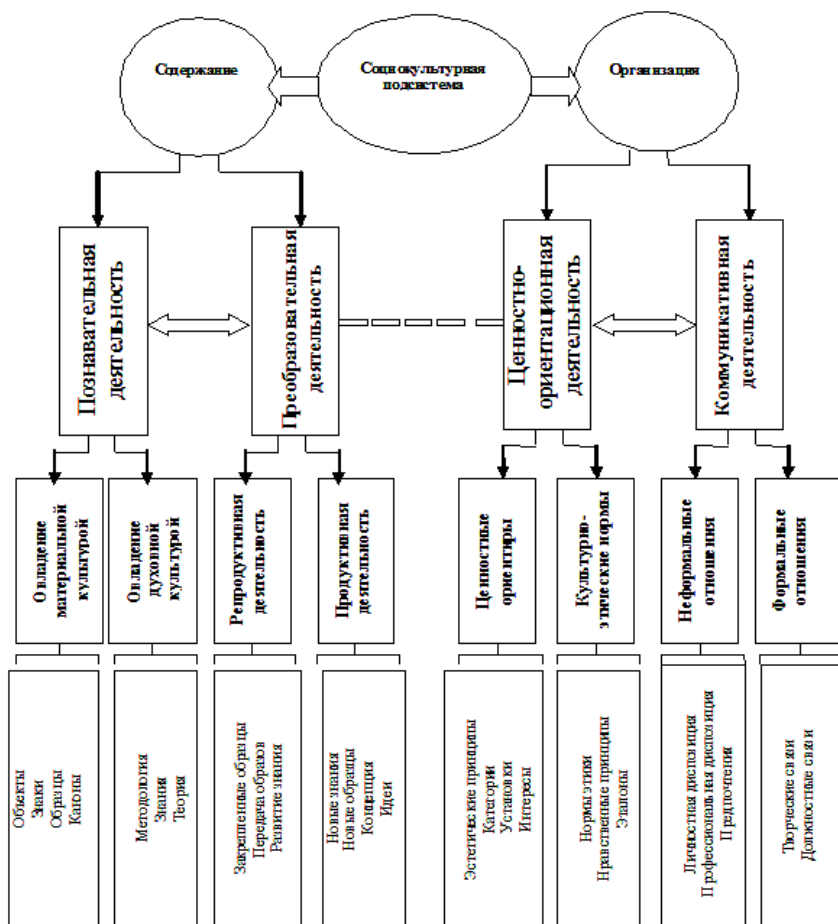 Содержание
Социокультурная
подсистема
Организация
Познавательная
деятельность
Преобразовательная
деятельность
Ценностно-
ориентационная
деятельность
Коммуникативная
деятельность
Овладение
материальной
культурой
Овладение
духовной
культурой
Репродуктивная
деятельность
Продуктивная
деятельность
Ценностные
ориентиры
Культурно-
этические нормы
Неформальные
отношения
Формальные
отношения
Объекты
Знаки
Образцы
Каноны
Методология
Знания
Теория
Закрепленные образцы
Передача образов
Развитие знания
Новые знания
Новые образцы
Концепция
Идеи
Эстетические принципы
Категории
Установки
Интересы
Нормы этики
Нравственные принципы
Эталоны
Личностная диспозиция
Профессиональная диспозиция
Предпочтения
Творческие связи
Должностные связи